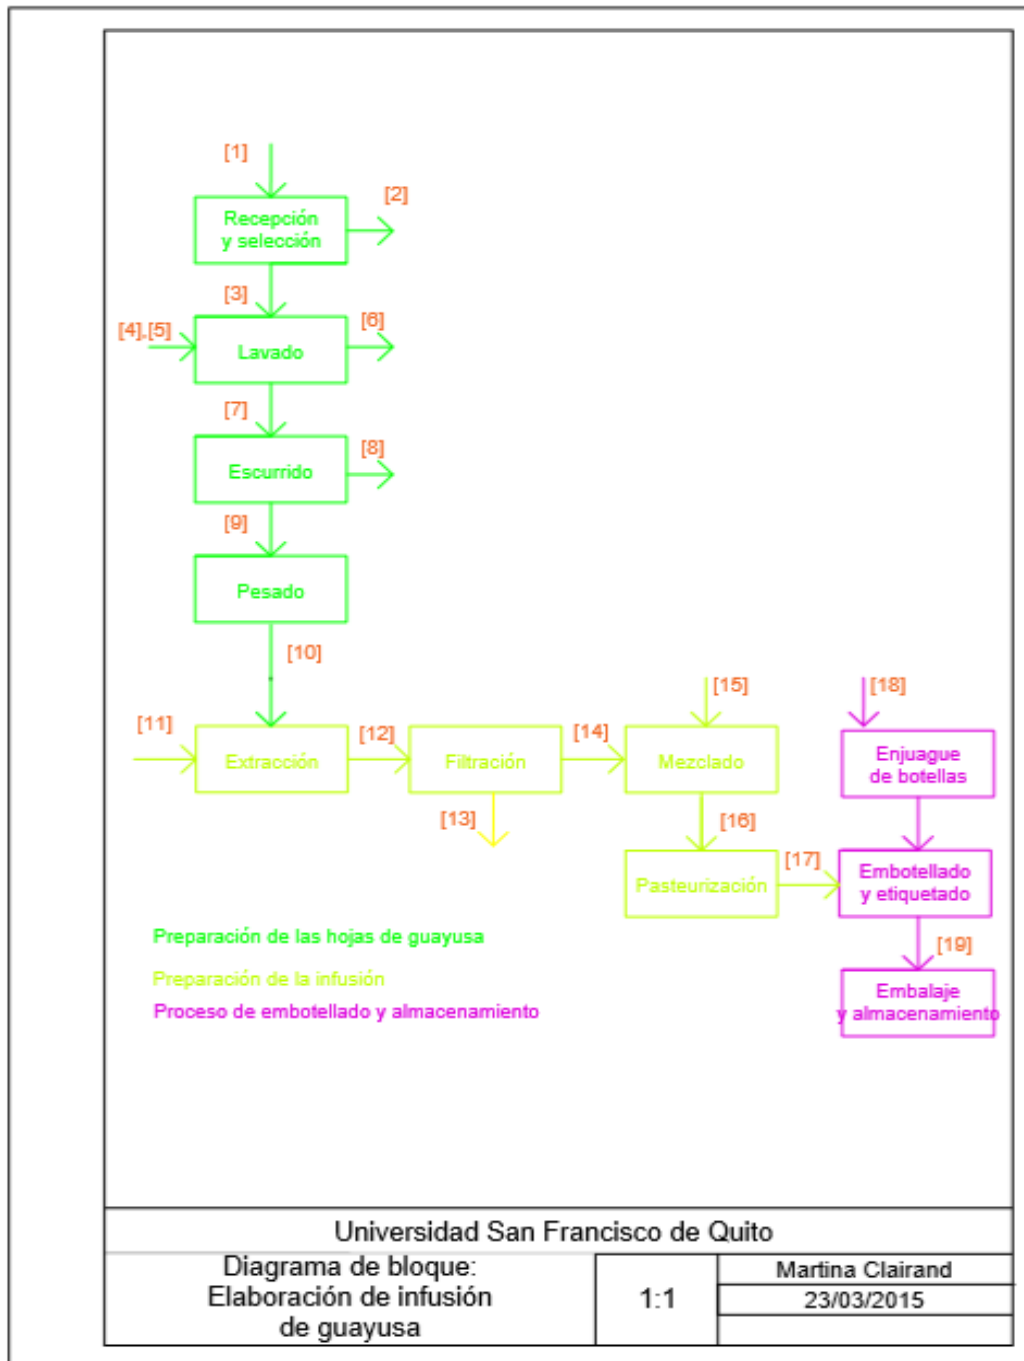 [1]
[2]
Recepción
y selección
[3]
[4],[5]
[6]
Lavado
[7]
[8]
Escurrido
[9]
Pesado
[10]
[15]
[18]
[11]
[12]
[14]
Extracción
Filtración
Mezclado
Enjuague
de botellas
[13]
[16]
[17]
Pasteurización
Embotellado
y etiquetado
[19]
Preparación de las hojas de guayusa
Preparación de la infusión
Proceso de embotellado y almacenamiento
Embalaje
y almacenamiento
Universidad San Francisco de Quito
Diagrama de bloque:
Elaboración de infusión
de guayusa
1:1
Martina Clairand
23/03/2015